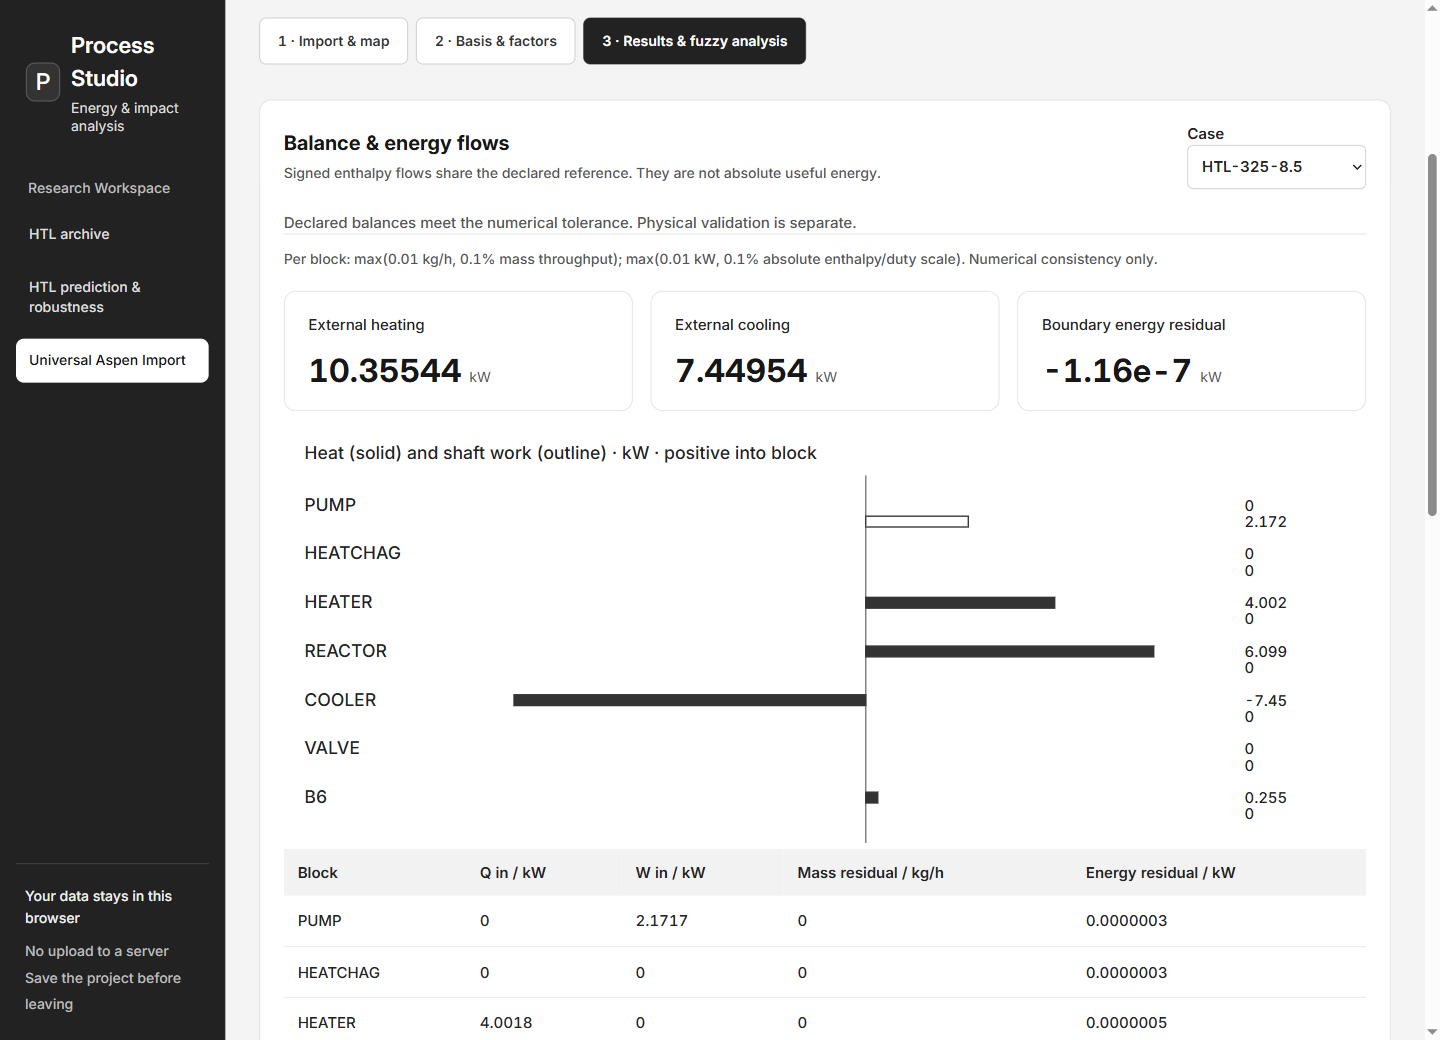 P
Process
Studio
Energy & impact
analysis
Research Workspace
HTL archive
HTL prediction &
robustness
Universal Aspen Import
Your data stays in this
browser
No upload to a server
Save the project before
leaving
1 · Import & map
2 · Basis & factors
3 · Results & fuzzy analysis
Balance & energy flows
Signed enthalpy flows share the declared reference. They are not absolute useful energy.
Case
HTL-325-8.5
Declared balances meet the numerical tolerance. Physical validation is separate.
Per block: max(0.01 kg/h, 0.1% mass throughput); max(0.01 kW, 0.1% absolute enthalpy/duty scale). Numerical consistency only.
External heating
10.35544 kW
External cooling
7.44954 kW
Boundary energy residual
-1.16e-7 kW
Heat (solid) and shaft work (outline) · kW · positive into block
PUMP
0
2.172
HEATCHAG
0
0
HEATER
4.002
0
REACTOR
6.099
0
COOLER
-7.45
0
VALVE
0
0
B6
0.255
0
Block Q in / kW W in / kW Mass residual / kg/h Energy residual / kW
PUMP 0 2.1717 0 0.0000003
HEATCHAG 0 0 0 0.0000003
HEATER 4.0018 0 0 0.0000005